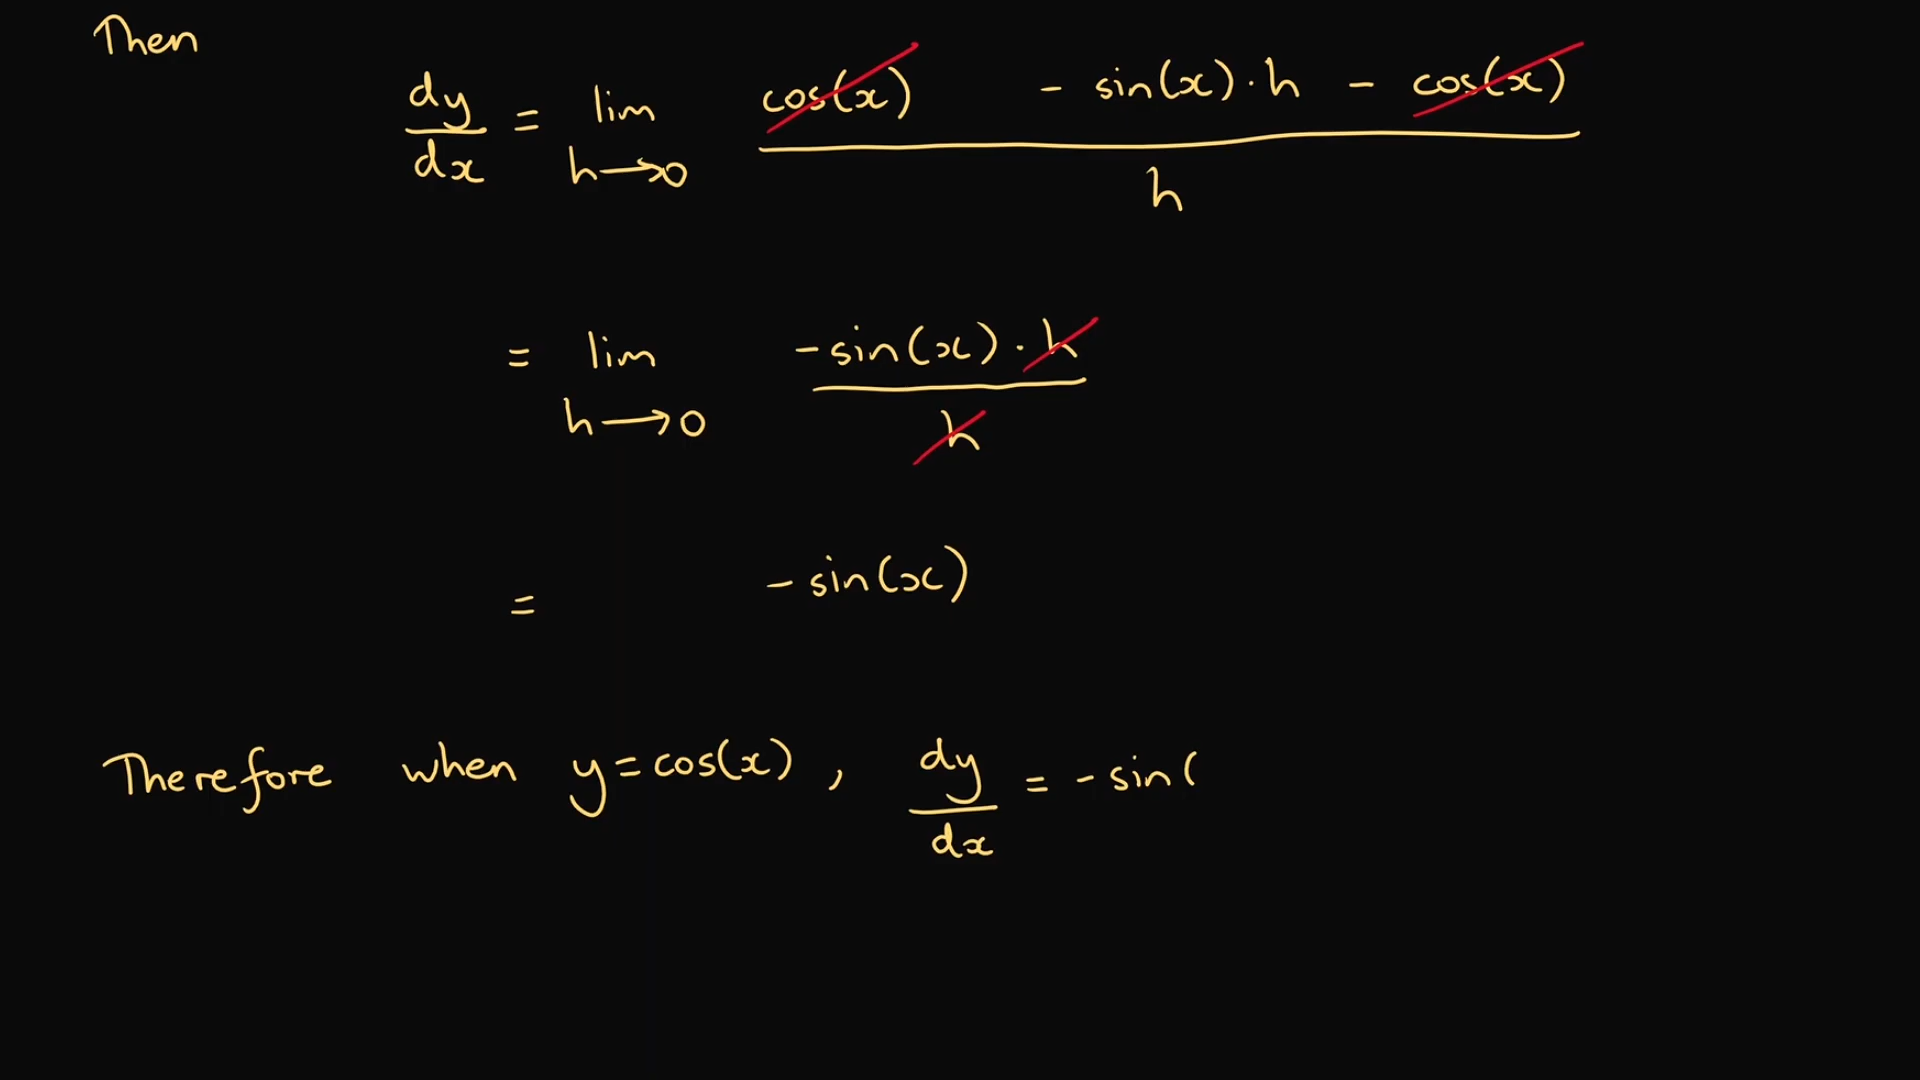 Then
dy/dx = lim h→0 (cos(x) - sin(x)·h - cos(x))/h
= lim h→0 (-sin(x)·h)/h
= -sin(x)
Therefore when y=cos(x), dy/dx = -sin(